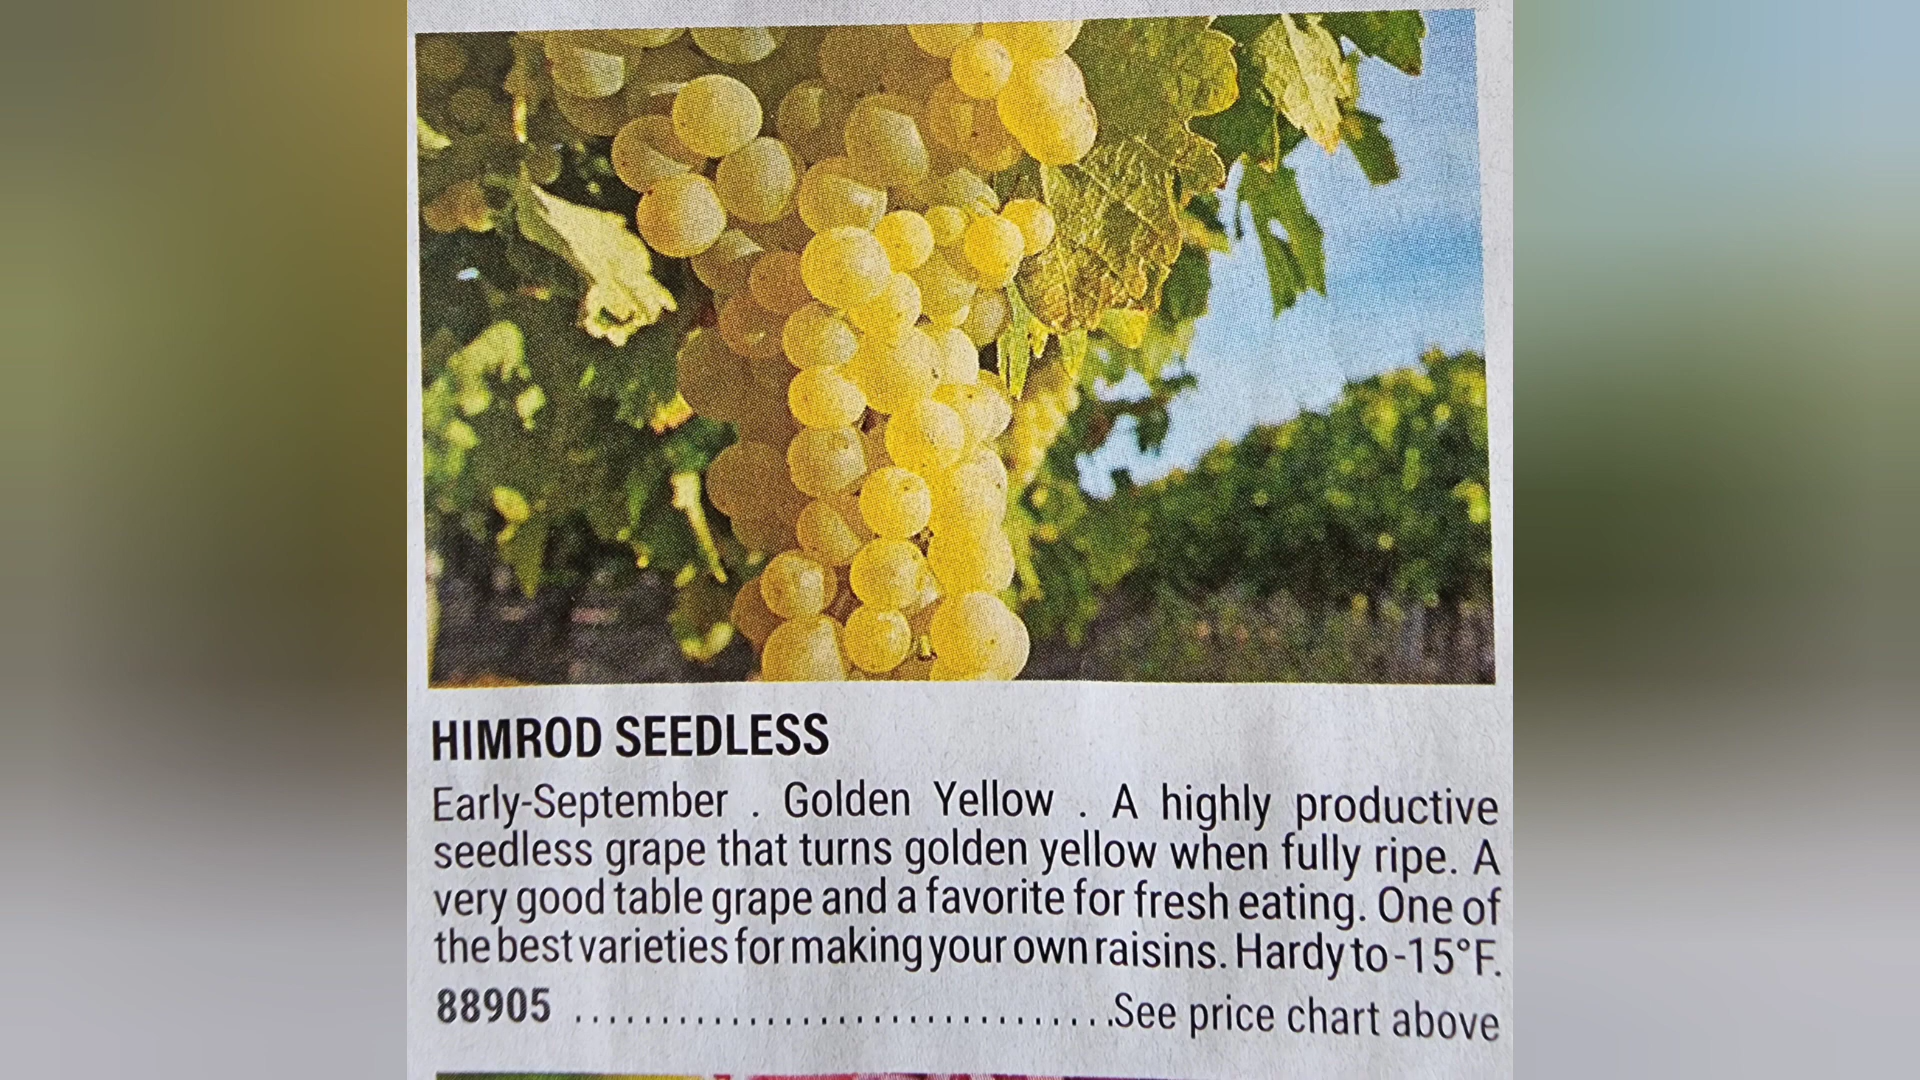 HIMROD SEEDLESS
Early-September . Golden Yellow . A highly productive
seedless grape that turns golden yellow when fully ripe. A
very good table grape and a favorite for fresh eating. One of
the best varieties for making your own raisins. Hardy to -15°F.
88905 ................................See price chart above